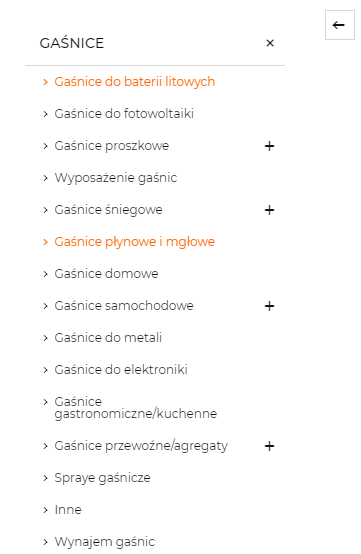 GAŚNICE
Gaśnice do baterii litowych
Gaśnice do fotowoltaiki
Gaśnice proszkowe
Wyposażenie gaśnic
Gaśnice śniegowe
Gaśnice płynowe i mgłowe
Gaśnice domowe
Gaśnice samochodowe
Gaśnice do metali
Gaśnice do elektroniki
Gaśnice
gastronomiczne/kuchenne
Gaśnice przewoźne/agregaty
Spraye gaśnicze
Inne
Wynajem gaśnic